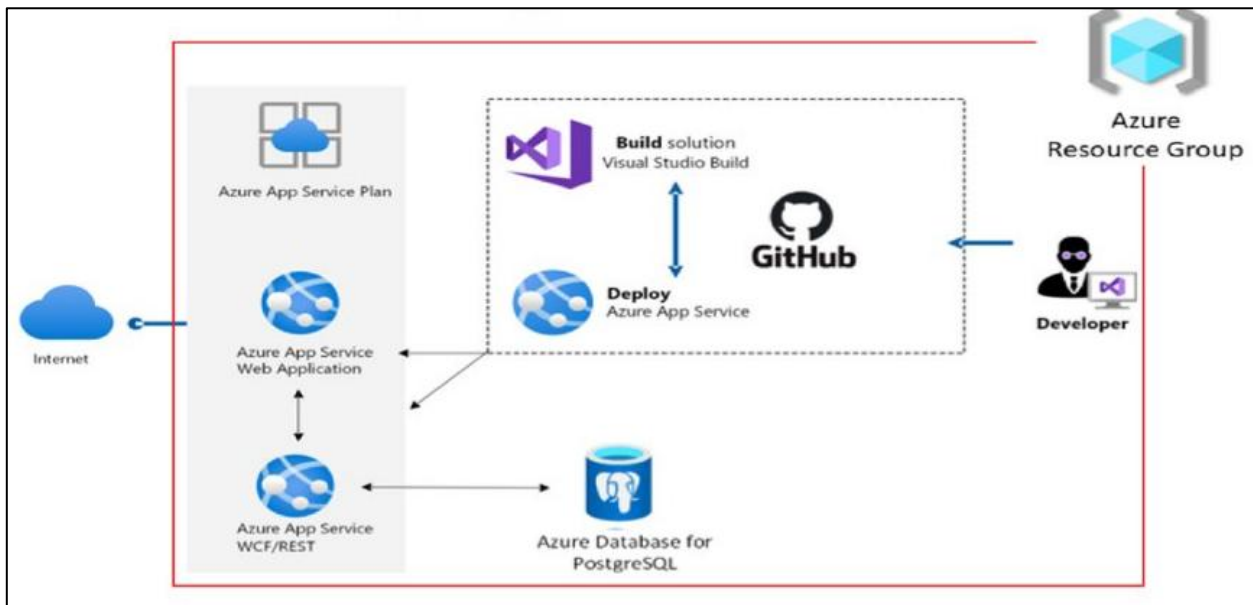 Azure
Resource Group
Azure App Service Plan
Build solution
Visual Studio Build
GitHub
Deploy
Azure App Service
Developer
Internet
Azure App Service
Web Application
Azure App Service
WCF/REST
Azure Database for
PostgreSQL